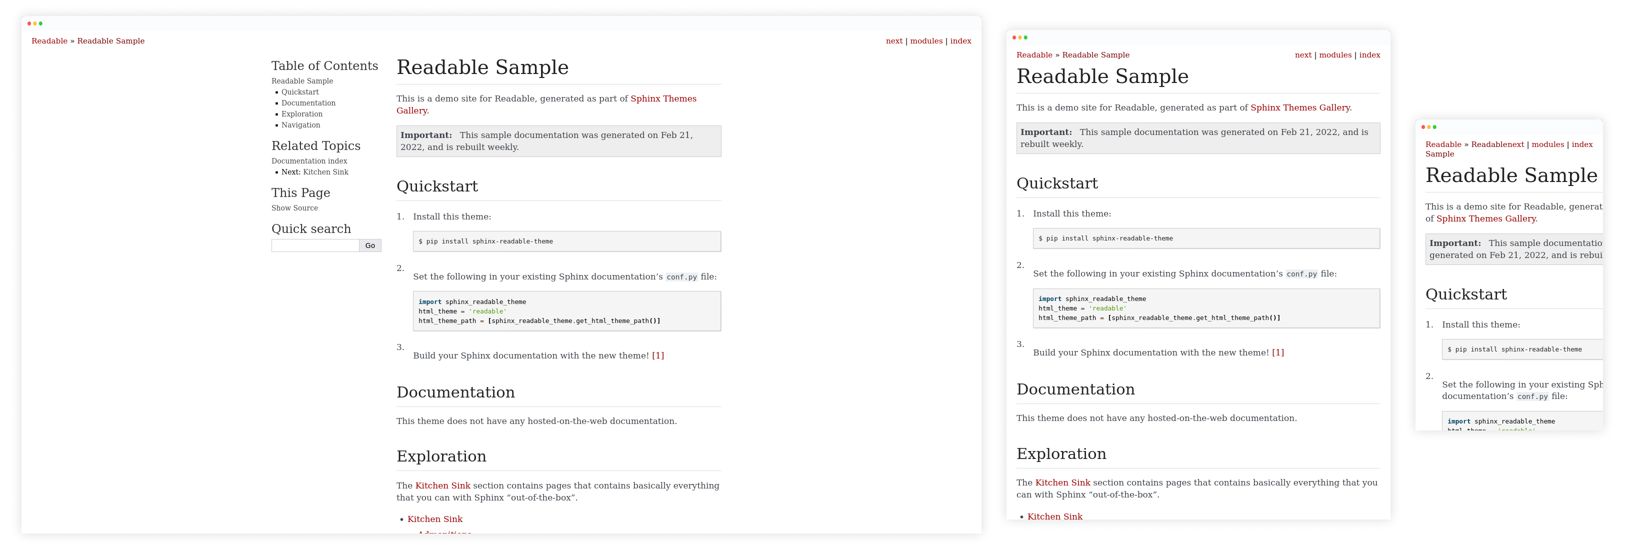 Readable » Readable Sample
next | modules | index
Table of Contents
Readable Sample
Quickstart
Documentation
Exploration
Navigation
Related Topics
Documentation index
Next: Kitchen Sink
This Page
Show Source
Quick search
Go
Readable Sample
This is a demo site for Readable, generated as part of Sphinx Themes
Gallery.
Important: This sample documentation was generated on Feb 21,
2022, and is rebuilt weekly.
Quickstart
1. Install this theme:
$ pip install sphinx-readable-theme
2.
Set the following in your existing Sphinx documentation’s conf.py file:
import sphinx_readable_theme
html_theme = 'readable'
html_theme_path = [sphinx_readable_theme.get_html_theme_path()]
3.
Build your Sphinx documentation with the new theme! [1]
Documentation
This theme does not have any hosted-on-the-web documentation.
Exploration
The Kitchen Sink section contains pages that contains basically everything
that you can with Sphinx “out-of-the-box”.
Kitchen Sink
Readable » Readable Sample
next | modules | index
Readable Sample
This is a demo site for Readable, generated as part of Sphinx Themes Gallery.
Important: This sample documentation was generated on Feb 21, 2022, and is
rebuilt weekly.
Quickstart
1. Install this theme:
$ pip install sphinx-readable-theme
2.
Set the following in your existing Sphinx documentation’s conf.py file:
import sphinx_readable_theme
html_theme = 'readable'
html_theme_path = [sphinx_readable_theme.get_html_theme_path()]
3.
Build your Sphinx documentation with the new theme! [1]
Documentation
This theme does not have any hosted-on-the-web documentation.
Exploration
The Kitchen Sink section contains pages that contains basically everything that you
can with Sphinx “out-of-the-box”.
Kitchen Sink
Readable » Readablenext | modules | index
Sample
Readable Sample
This is a demo site for Readable, generat
of Sphinx Themes Gallery.
Important: This sample documentatio
generated on Feb 21, 2022, and is rebui
Quickstart
1. Install this theme:
$ pip install sphinx-readable-theme
2.
Set the following in your existing Sph
documentation’s conf.py file:
import sphinx_readable_theme